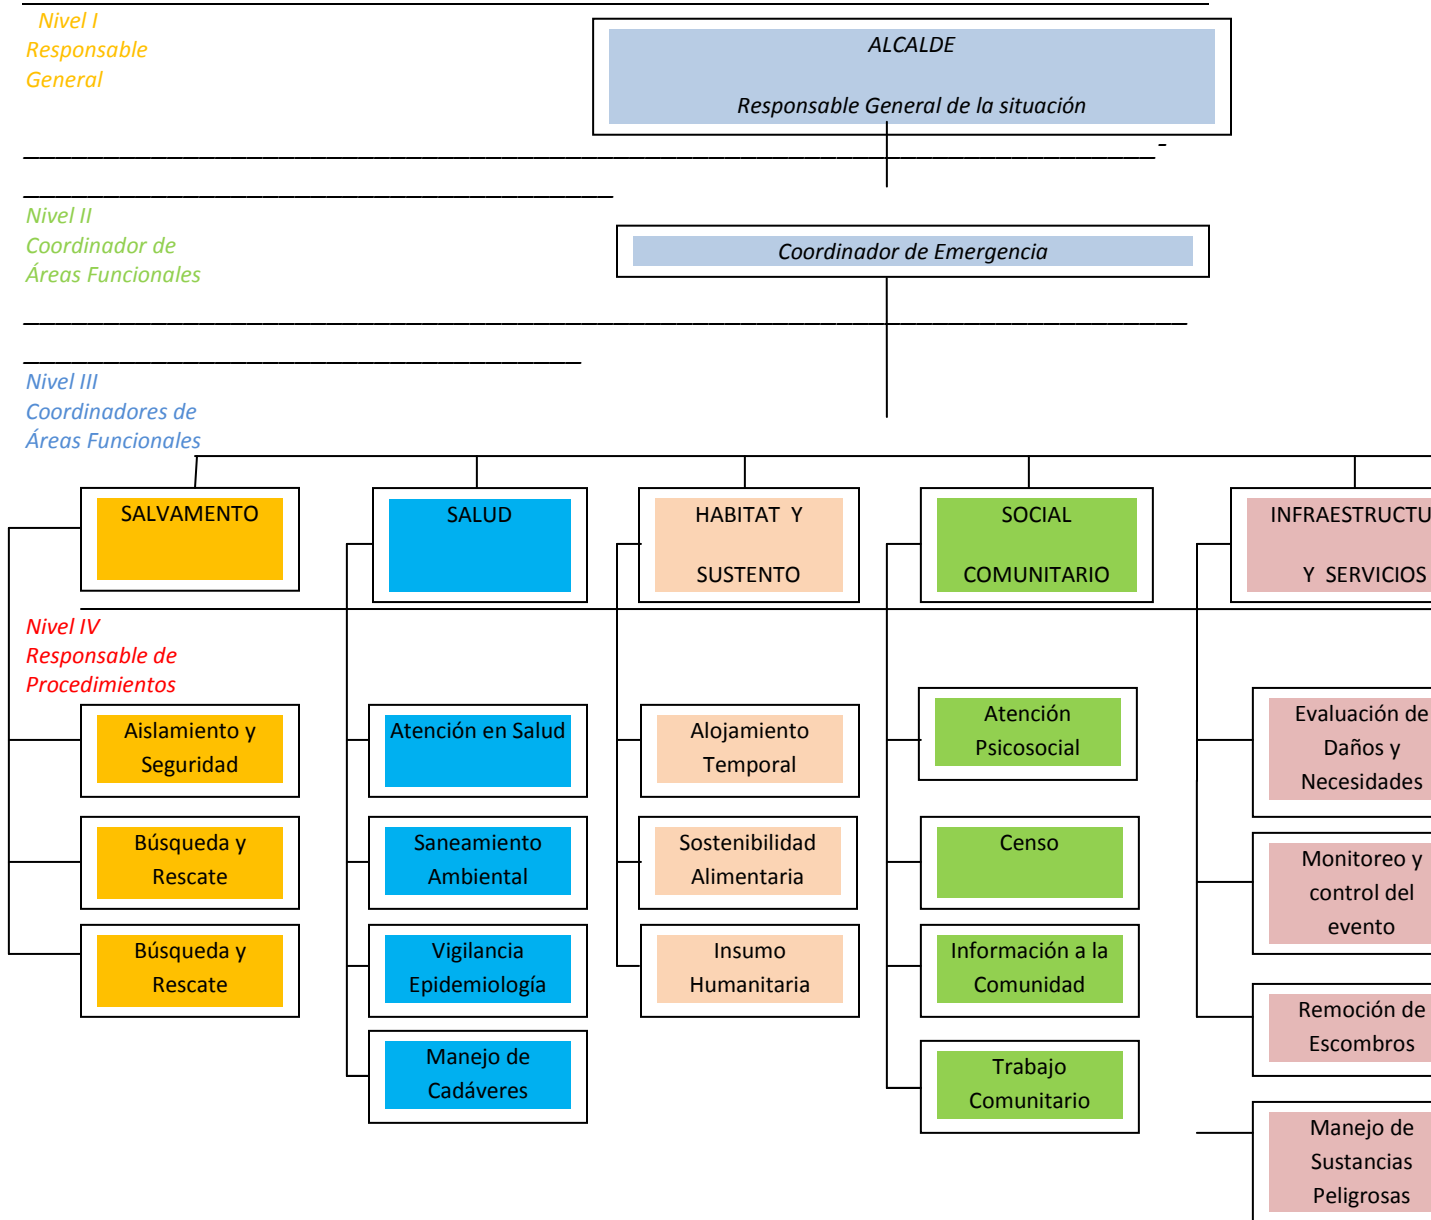 Nivel I
Responsable
General
ALCALDE
Responsable General de la situación
Nivel II
Coordinador de
Áreas Funcionales
Coordinador de Emergencia
Nivel III
Coordinadores de
Áreas Funcionales
SALVAMENTO
SALUD
HABITAT Y
SUSTENTO
SOCIAL
COMUNITARIO
INFRAESTRUCTU
Y SERVICIOS
Nivel IV
Responsable de
Procedimientos
Aislamiento y
Seguridad
Búsqueda y
Rescate
Búsqueda y
Rescate
Atención en Salud
Saneamiento
Ambiental
Vigilancia
Epidemiología
Manejo de
Cadáveres
Alojamiento
Temporal
Sostenibilidad
Alimentaria
Insumo
Humanitaria
Atención
Psicosocial
Censo
Información a la
Comunidad
Trabajo
Comunitario
Evaluación de
Daños y
Necesidades
Monitoreo y
control del
evento
Remoción de
Escombros
Manejo de
Sustancias
Peligrosas